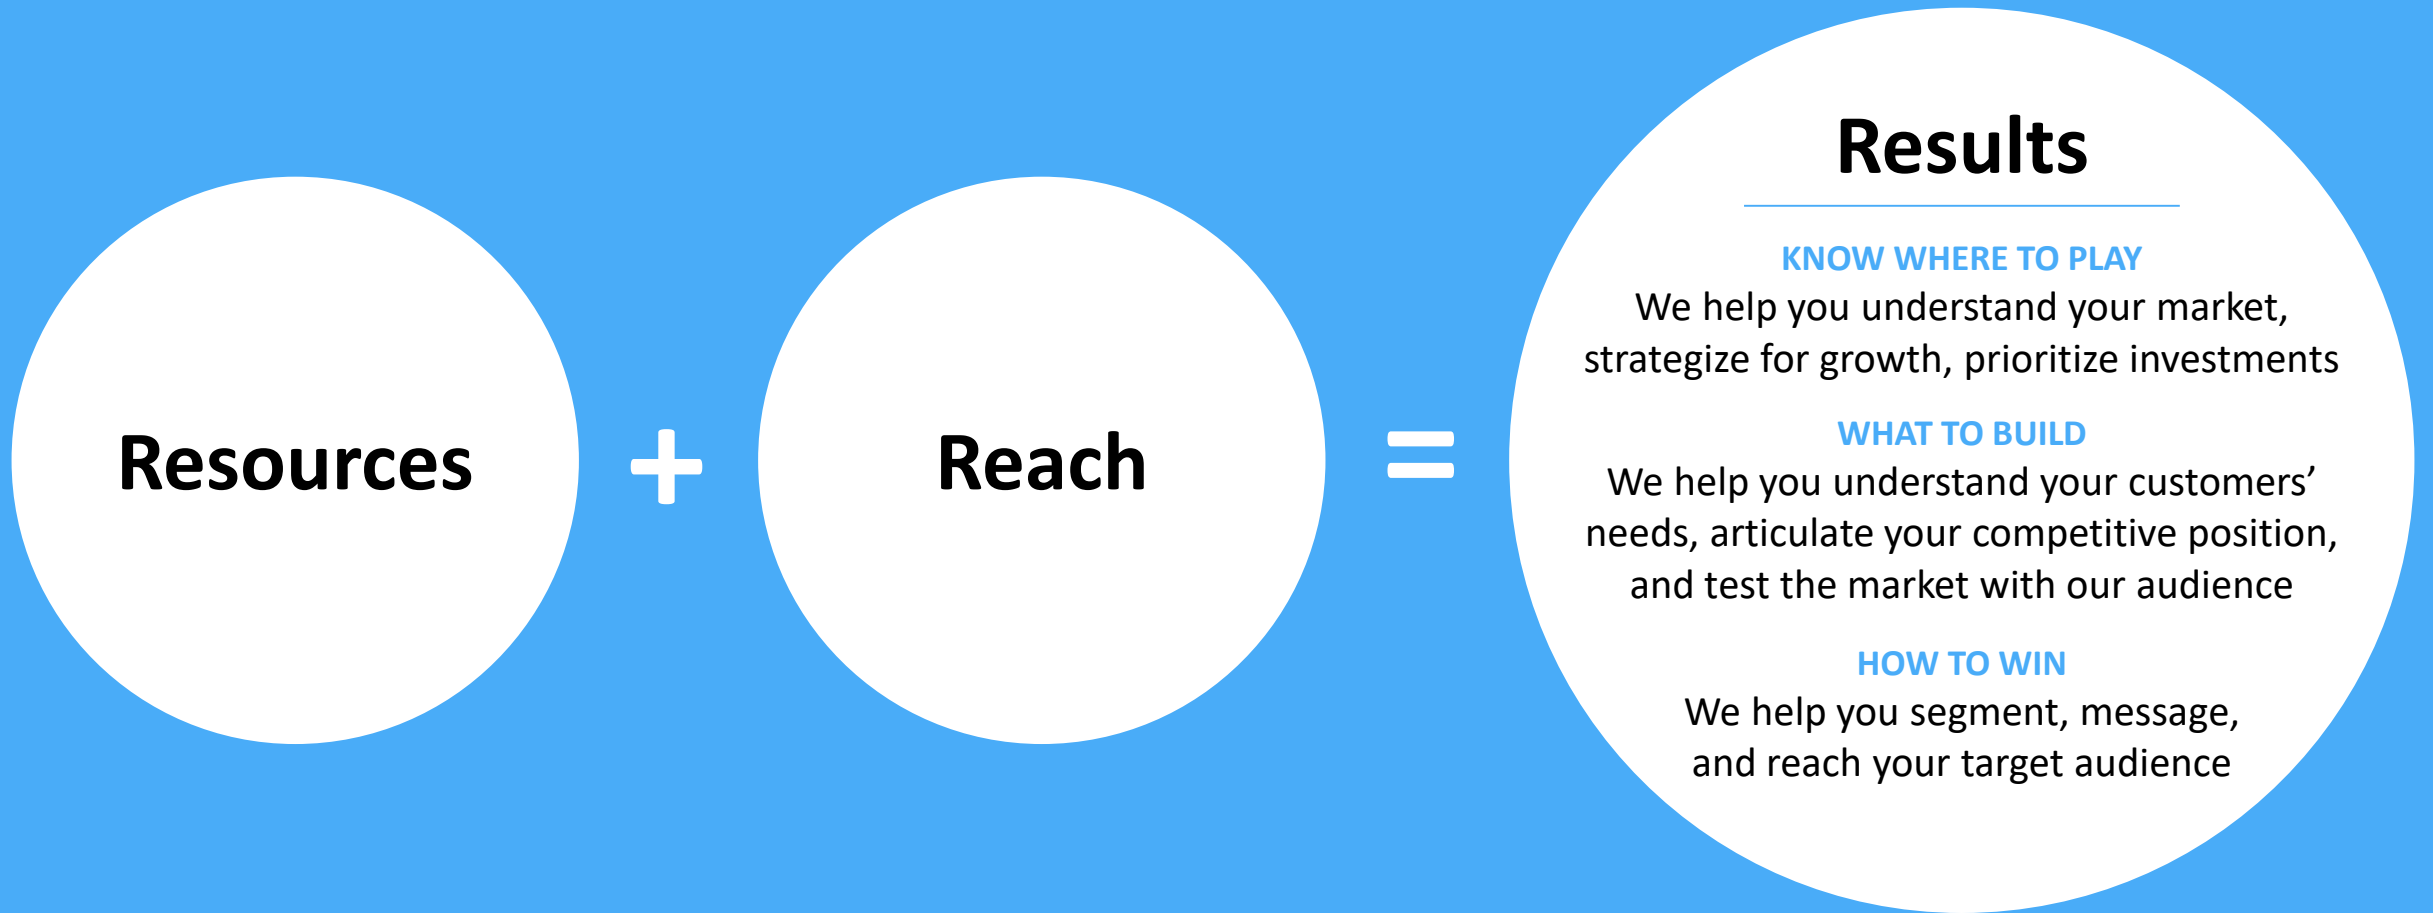 Resources
+
Reach
=
Results
KNOW WHERE TO PLAY
We help you understand your market,
strategize for growth, prioritize investments
WHAT TO BUILD
We help you understand your customers’
needs, articulate your competitive position,
and test the market with our audience
HOW TO WIN
We help you segment, message,
and reach your target audience